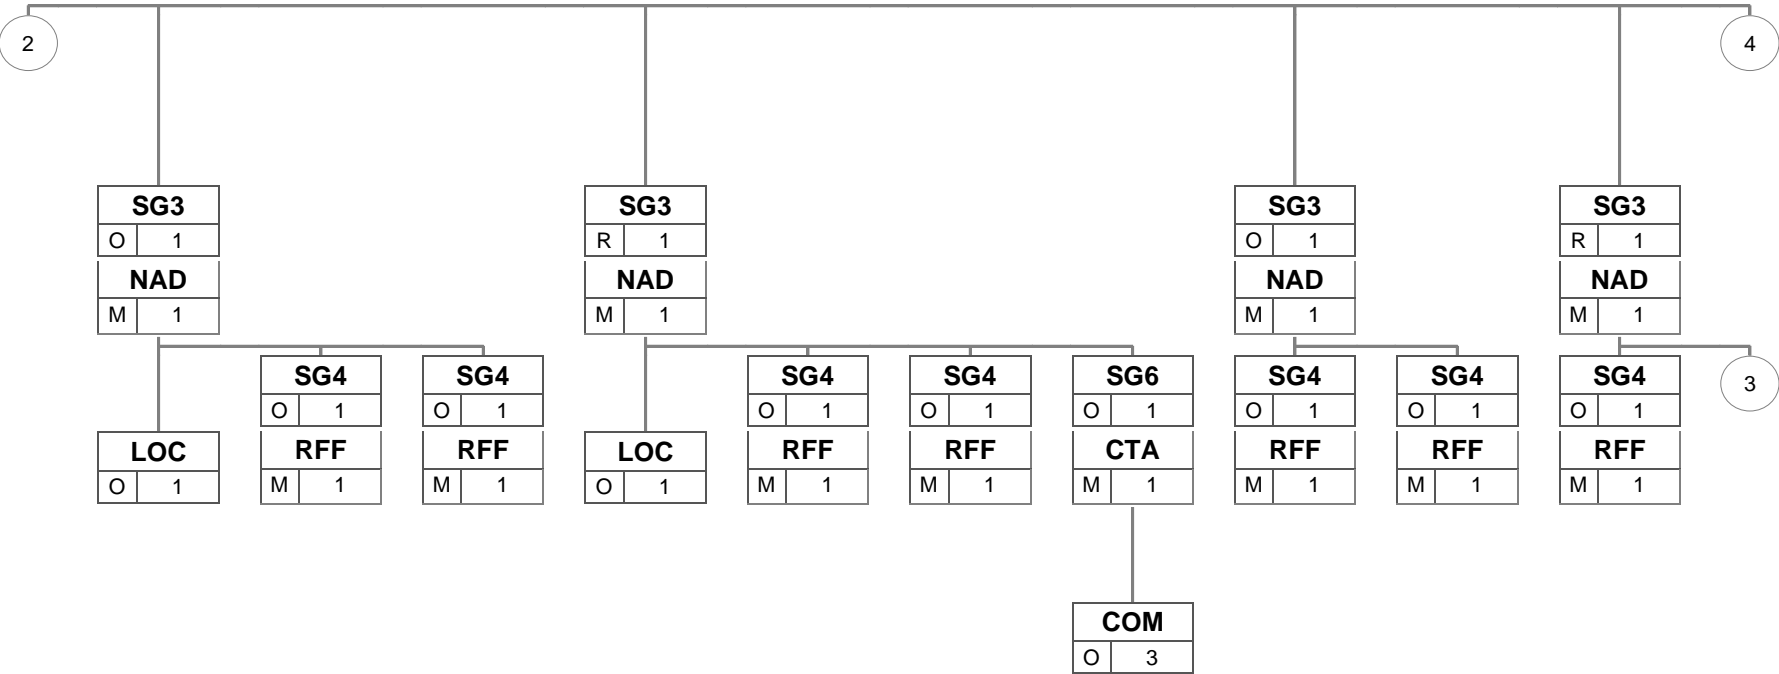 2
4
SG3 SG3 SG3 SG3
O 1 R 1 O 1 R 1
NAD NAD NAD NAD
M 1 M 1 M 1 M 1
SG4 SG4 SG4 SG4 SG6 SG4 SG4 SG4 3
O 1 O 1 O 1 O 1 O 1 O 1 O 1 O 1
LOC RFF RFF LOC RFF RFF CTA RFF RFF RFF
O 1 M 1 M 1 O 1 M 1 M 1 M 1 M 1 M 1 M 1
COM
O 3